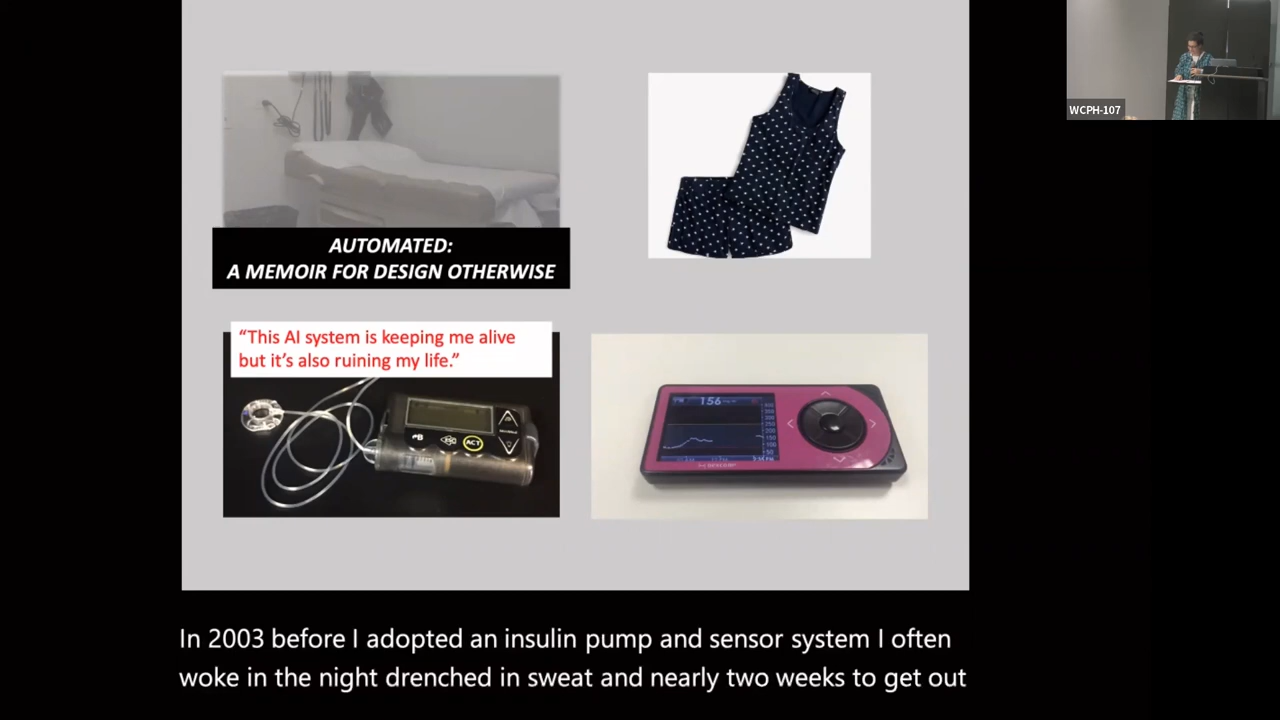 WCPH-107
AUTOMATED:
A MEMOIR FOR DESIGN OTHERWISE
“This AI system is keeping me alive
but it’s also ruining my life.”
ACT
156
In 2003 before I adopted an insulin pump and sensor system I often
woke in the night drenched in sweat and nearly two weeks to get out